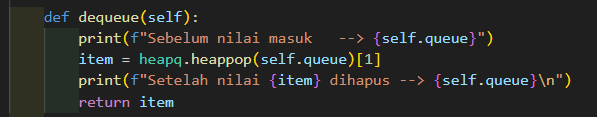 def dequeue(self):
    print(f"Sebelum nilai masuk   --> {self.queue}")
    item = heapq.heappop(self.queue)[1]
    print(f"Setelah nilai {item} dihapus --> {self.queue}\n")
    return item